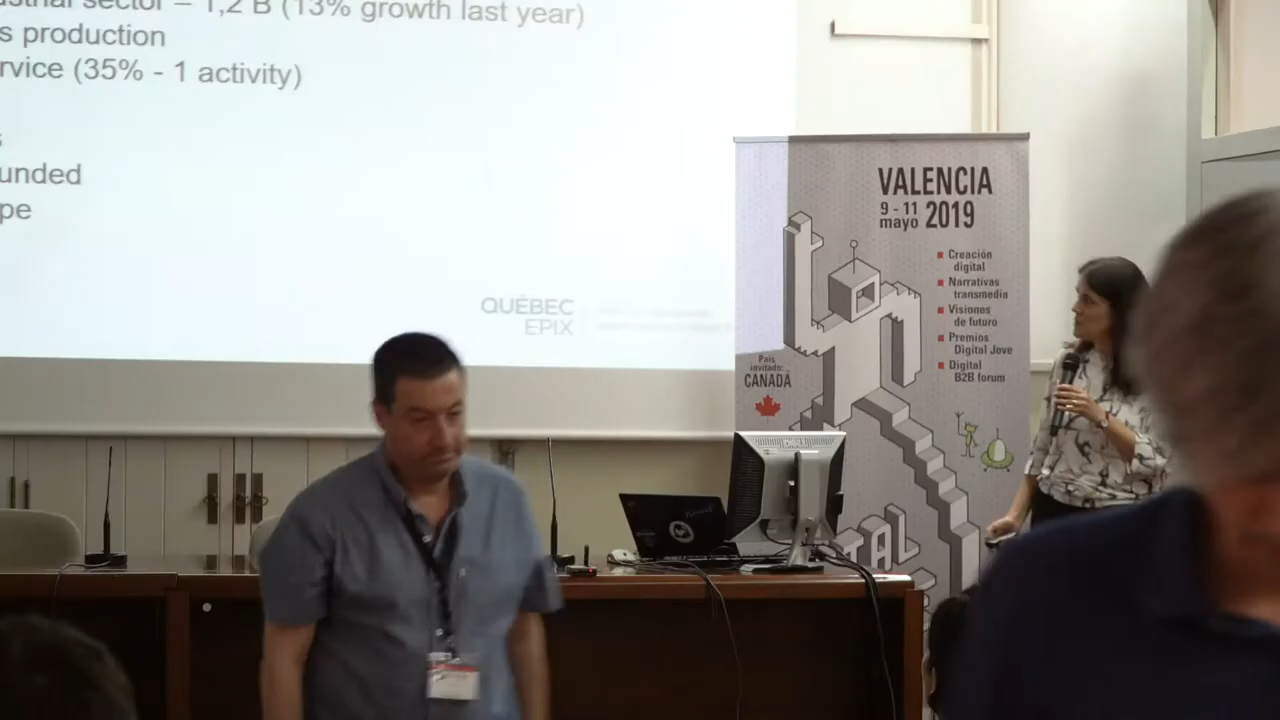 ustrial sector – 1,2 B (13% growth last year)
s production
rvice (35% - 1 activity)
s
unded
pe
QUÉBEC
EPIX
VALENCIA
9 - 11
mayo
2019
Creación
digital
Narrativas
transmedia
Visiones
de futuro
Premios
Digital Jove
Digital
B2B forum
País
invitado:
CANADÁ
TAL